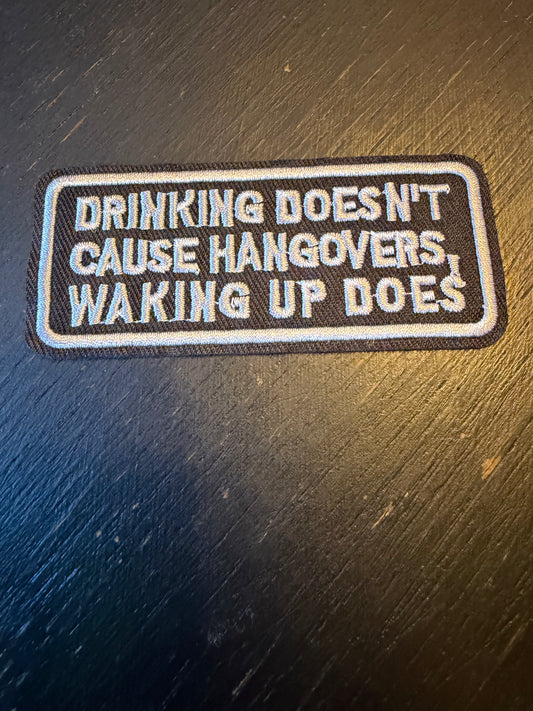 DRINKING DOESN'T
CAUSE HANGOVERS,
WAKING UP DOES